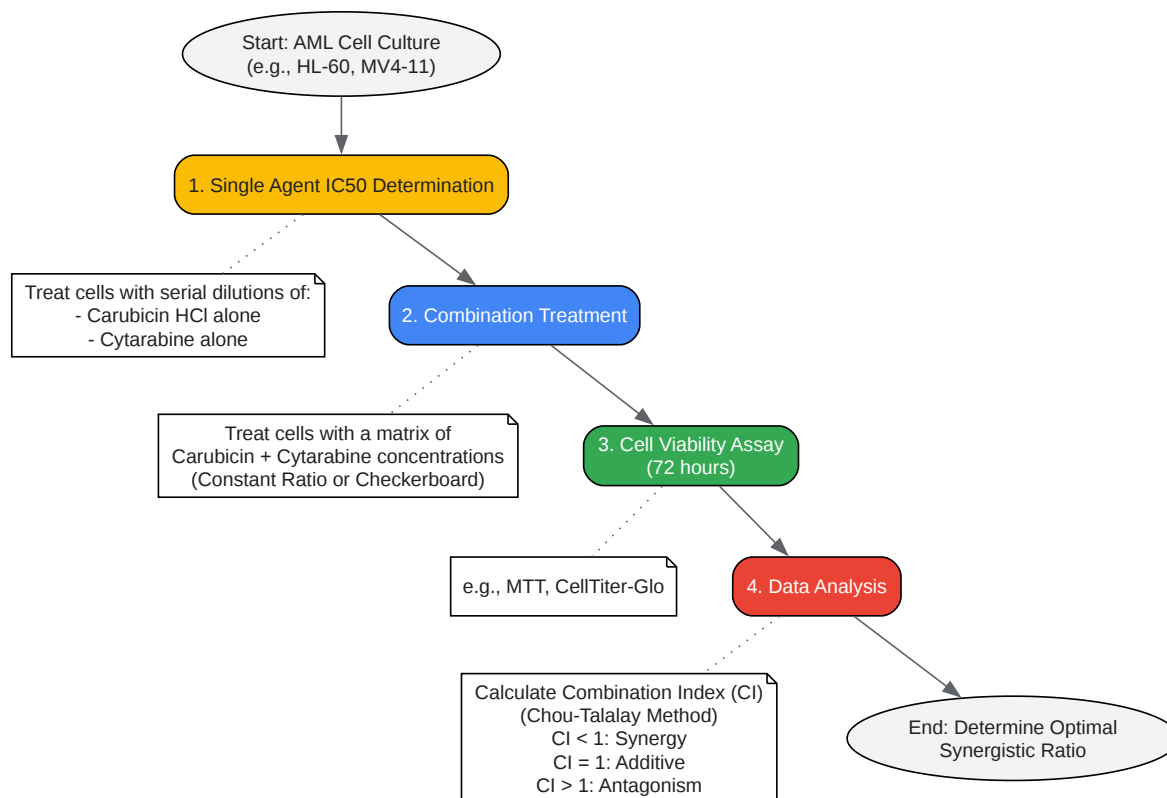 Start: AML Cell Culture
(e.g., HL-60, MV4-11)
1. Single Agent IC50 Determination
Treat cells with serial dilutions of:
- Carubicin HCl alone
- Cytarabine alone
2. Combination Treatment
Treat cells with a matrix of
Carubicin + Cytarabine concentrations
(Constant Ratio or Checkerboard)
3. Cell Viability Assay
(72 hours)
e.g., MTT, CellTiter-Glo
4. Data Analysis
Calculate Combination Index (CI)
(Chou-Talalay Method)
CI < 1: Synergy
CI = 1: Additive
CI > 1: Antagonism
End: Determine Optimal
Synergistic Ratio